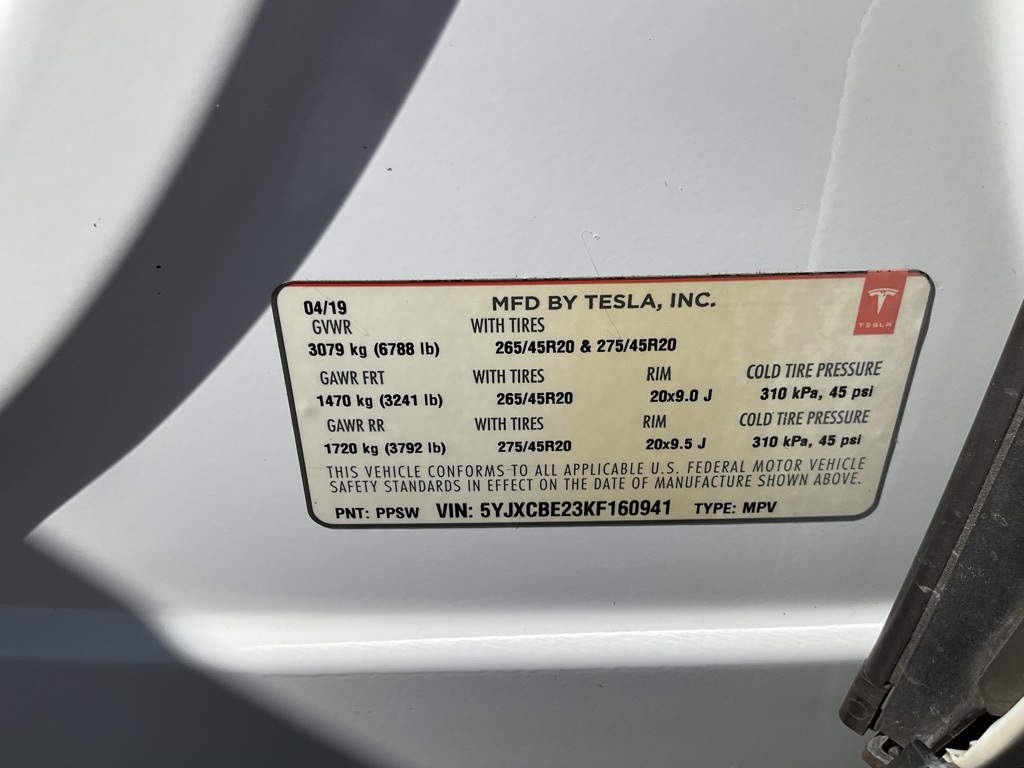 04/19 MFD BY TESLA, INC.
TESLA
GVWR WITH TIRES
3079 kg (6788 lb) 265/45R20 & 275/45R20
GAWR FRT WITH TIRES RIM COLD TIRE PRESSURE
1470 kg (3241 lb) 265/45R20 20x9.0 J 310 kPa, 45 psi
GAWR RR WITH TIRES RIM COLD TIRE PRESSURE
1720 kg (3792 lb) 275/45R20 20x9.5 J 310 kPa, 45 psi
THIS VEHICLE CONFORMS TO ALL APPLICABLE U.S. FEDERAL MOTOR VEHICLE
SAFETY STANDARDS IN EFFECT ON THE DATE OF MANUFACTURE SHOWN ABOVE.
PNT: PPSW VIN: 5YJXCBE23KF160941 TYPE: MPV